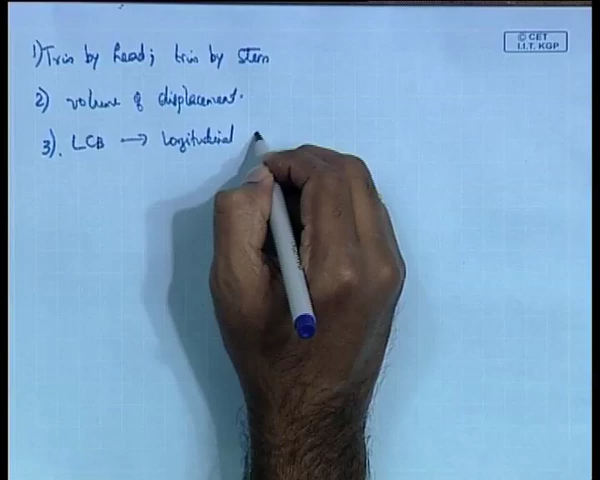 © CET
I.I.T. KGP
1) Trim by head; trim by stern
2) volume of displacement.
3). LCB → Longitudinal